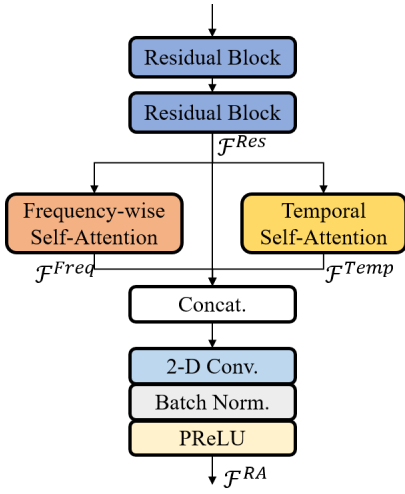 Residual Block
Residual Block
ℱ^Res
Frequency-wise
Self-Attention
Temporal
Self-Attention
ℱ^Freq
ℱ^Temp
Concat.
2-D Conv.
Batch Norm.
PReLU
ℱ^RA